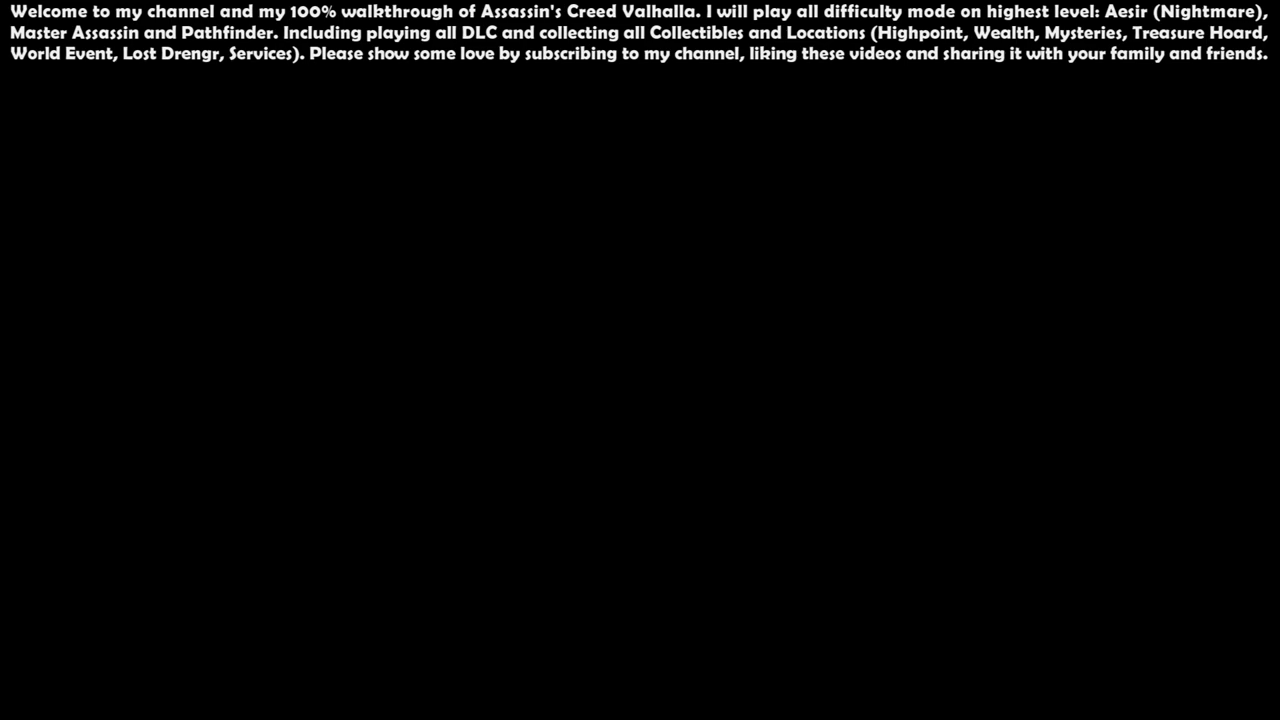 Welcome to my channel and my 100% walkthrough of Assassin's Creed Valhalla. I will play all difficulty mode on highest level: Aesir (Nightmare),
Master Assassin and Pathfinder. Including playing all DLC and collecting all Collectibles and Locations (Highpoint, Wealth, Mysteries, Treasure Hoard,
World Event, Lost Drengr, Services). Please show some love by subscribing to my channel, liking these videos and sharing it with your family and friends.